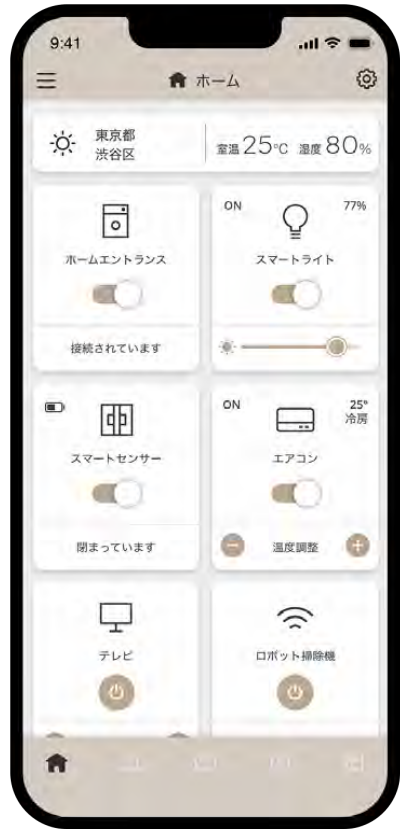 9:41
ホーム
東京都
渋谷区
室温25°C 湿度80%
ホームエントランス
接続されています
ON
77%
スマートライト
スマートセンサー
閉まっています
ON
25°
冷房
エアコン
温度調整
テレビ
ロボット掃除機